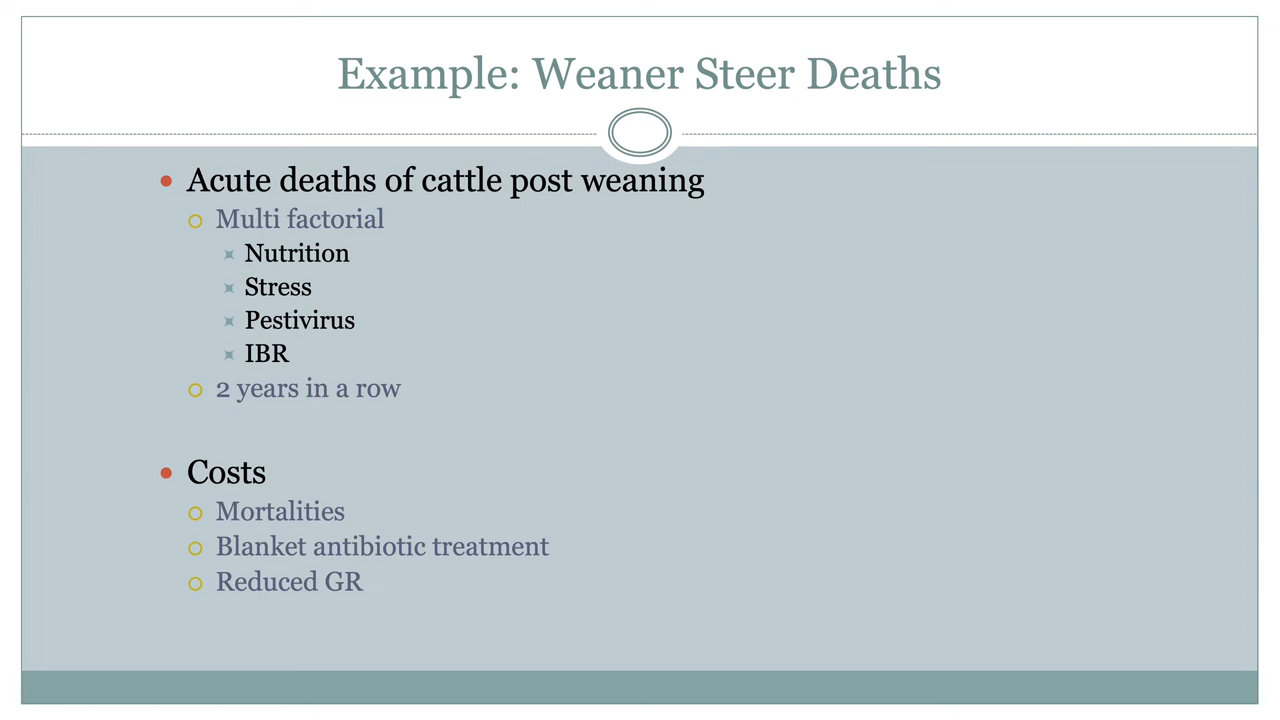 Example: Weaner Steer Deaths
Acute deaths of cattle post weaning
Multi factorial
Nutrition
Stress
Pestivirus
IBR
2 years in a row
Costs
Mortalities
Blanket antibiotic treatment
Reduced GR